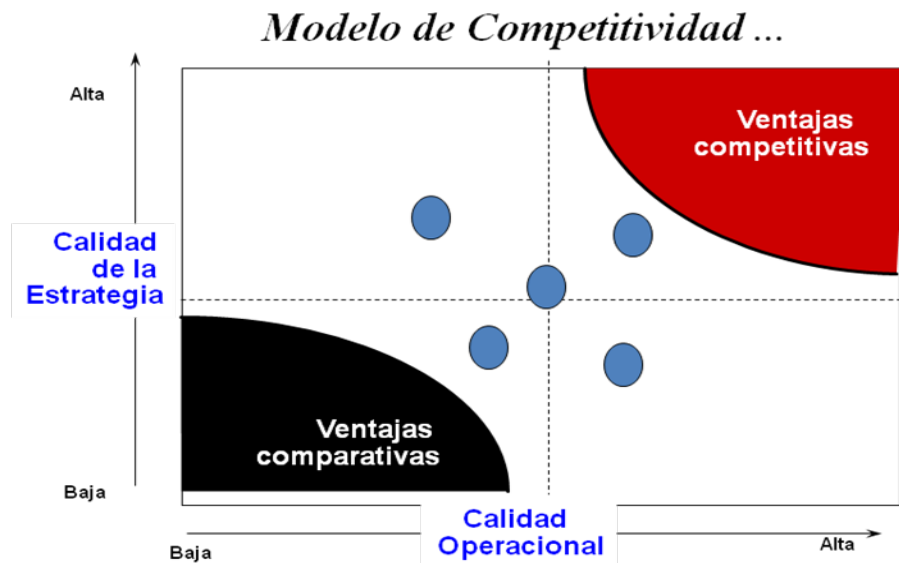 Modelo de Competitividad ...
Alta
Ventajas
competitivas
Calidad
de la
Estrategia
Ventajas
comparativas
Baja
Calidad
Operacional
Baja
Alta